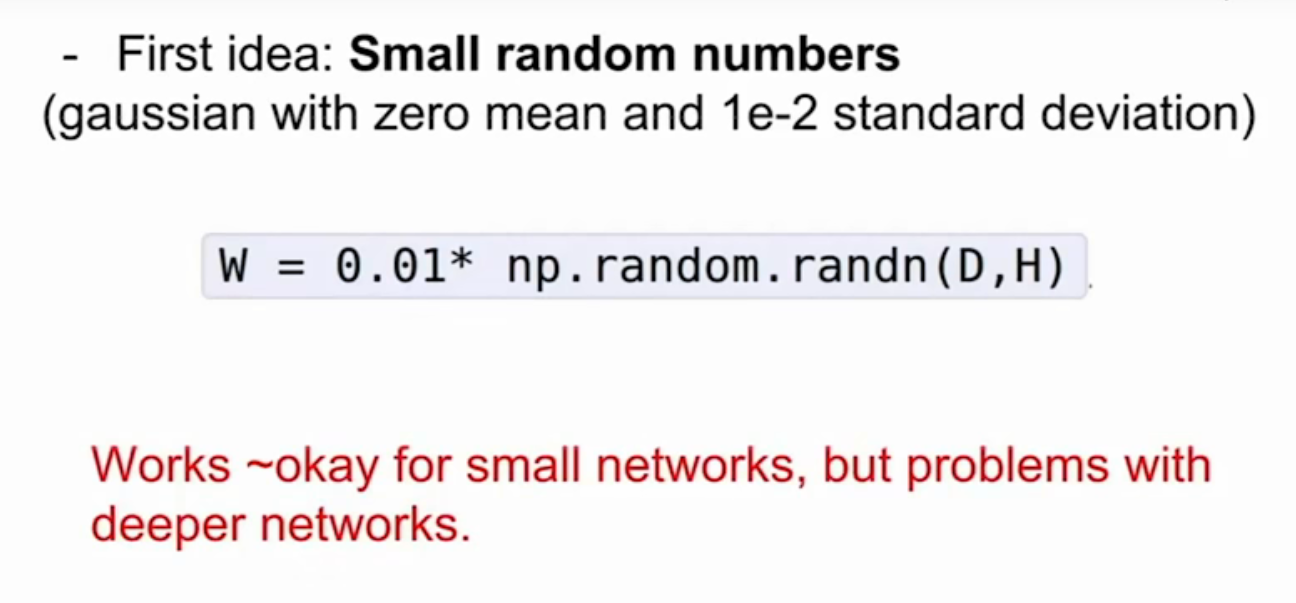 - First idea: Small random numbers
(gaussian with zero mean and 1e-2 standard deviation)
W = 0.01* np.random.randn(D,H)
Works ~okay for small networks, but problems with
deeper networks.